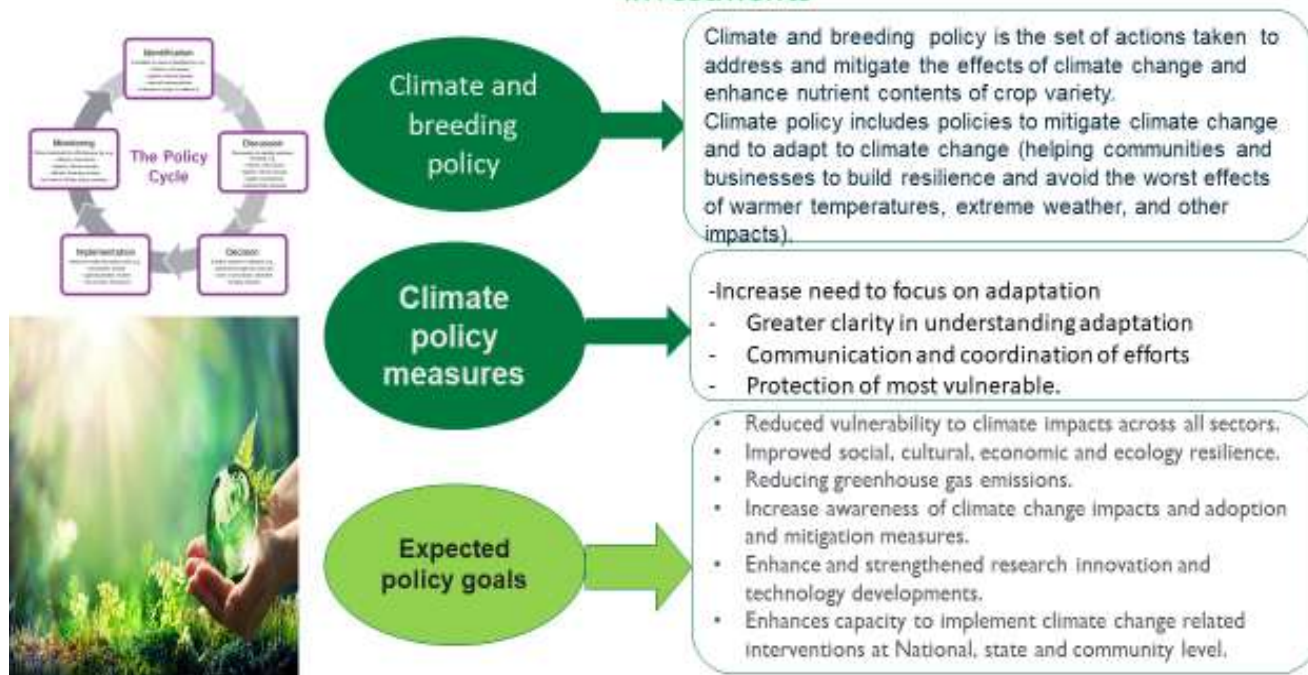 Identification
Discussion
Decision
Implementation
Monitoring
The Policy
Cycle
Climate and
breeding
policy
Climate and breeding policy is the set of actions taken to
address and mitigate the effects of climate change and
enhance nutrient contents of crop variety.
Climate policy includes policies to mitigate climate change
and to adapt to climate change (helping communities and
businesses to build resilience and avoid the worst effects
of warmer temperatures, extreme weather, and other
impacts).
Climate
policy
measures
-Increase need to focus on adaptation
- Greater clarity in understanding adaptation
- Communication and coordination of efforts
- Protection of most vulnerable.
Expected
policy goals
• Reduced vulnerability to climate impacts across all sectors.
• Improved social, cultural, economic and ecology resilience.
• Reducing greenhouse gas emissions.
• Increase awareness of climate change impacts and adoption
and mitigation measures.
• Enhance and strengthened research innovation and
technology developments.
• Enhances capacity to implement climate change related
interventions at National, state and community level.